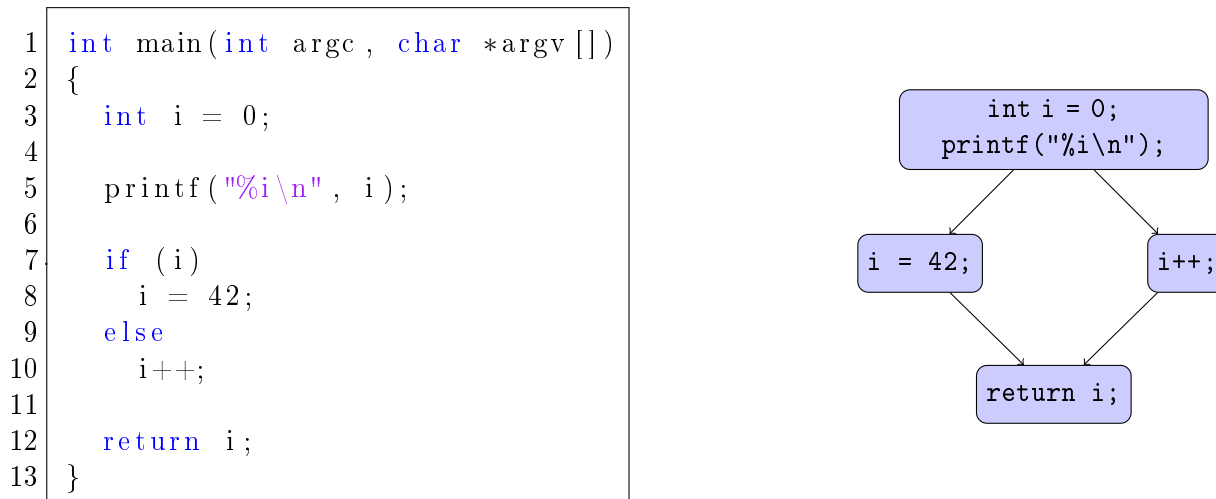 1 int main(int argc, char *argv[])
2 {
3   int i = 0;
4
5   printf("%i\n", i);
6
7   if (i)
8     i = 42;
9   else
10     i++;
11
12   return i;
13 }
int i = 0;
printf("%i\n");
i = 42;
i++;
return i;